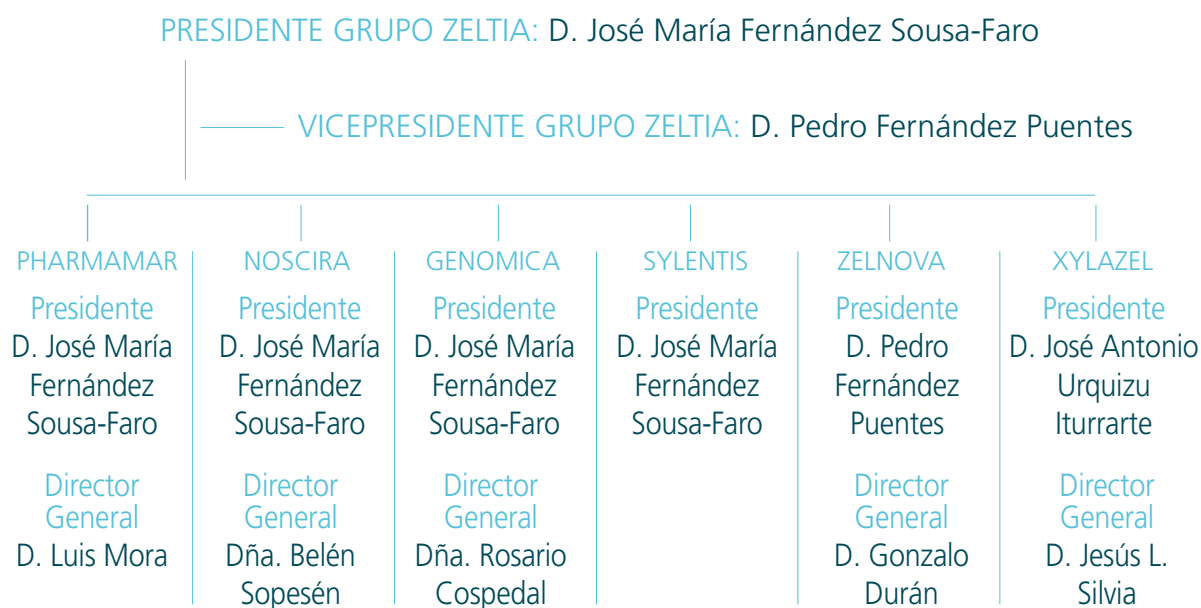 PRESIDENTE GRUPO ZELTIA: D. José María Fernández Sousa-Faro
VICEPRESIDENTE GRUPO ZELTIA: D. Pedro Fernández Puentes
PHARMAMAR
Presidente
D. José María
Fernández
Sousa-Faro
Director
General
D. Luis Mora
NOSCIRA
Presidente
D. José María
Fernández
Sousa-Faro
Director
General
Dña. Belén
Sopesén
GENOMICA
Presidente
D. José María
Fernández
Sousa-Faro
Director
General
Dña. Rosario
Cospedal
SYLENTIS
Presidente
D. José María
Fernández
Sousa-Faro
ZELNOVA
Presidente
D. Pedro
Fernández
Puentes
Director
General
D. Gonzalo
Durán
XYLAZEL
Presidente
D. José Antonio
Urquizu
Iturrarte
Director
General
D. Jesús L.
Silvia